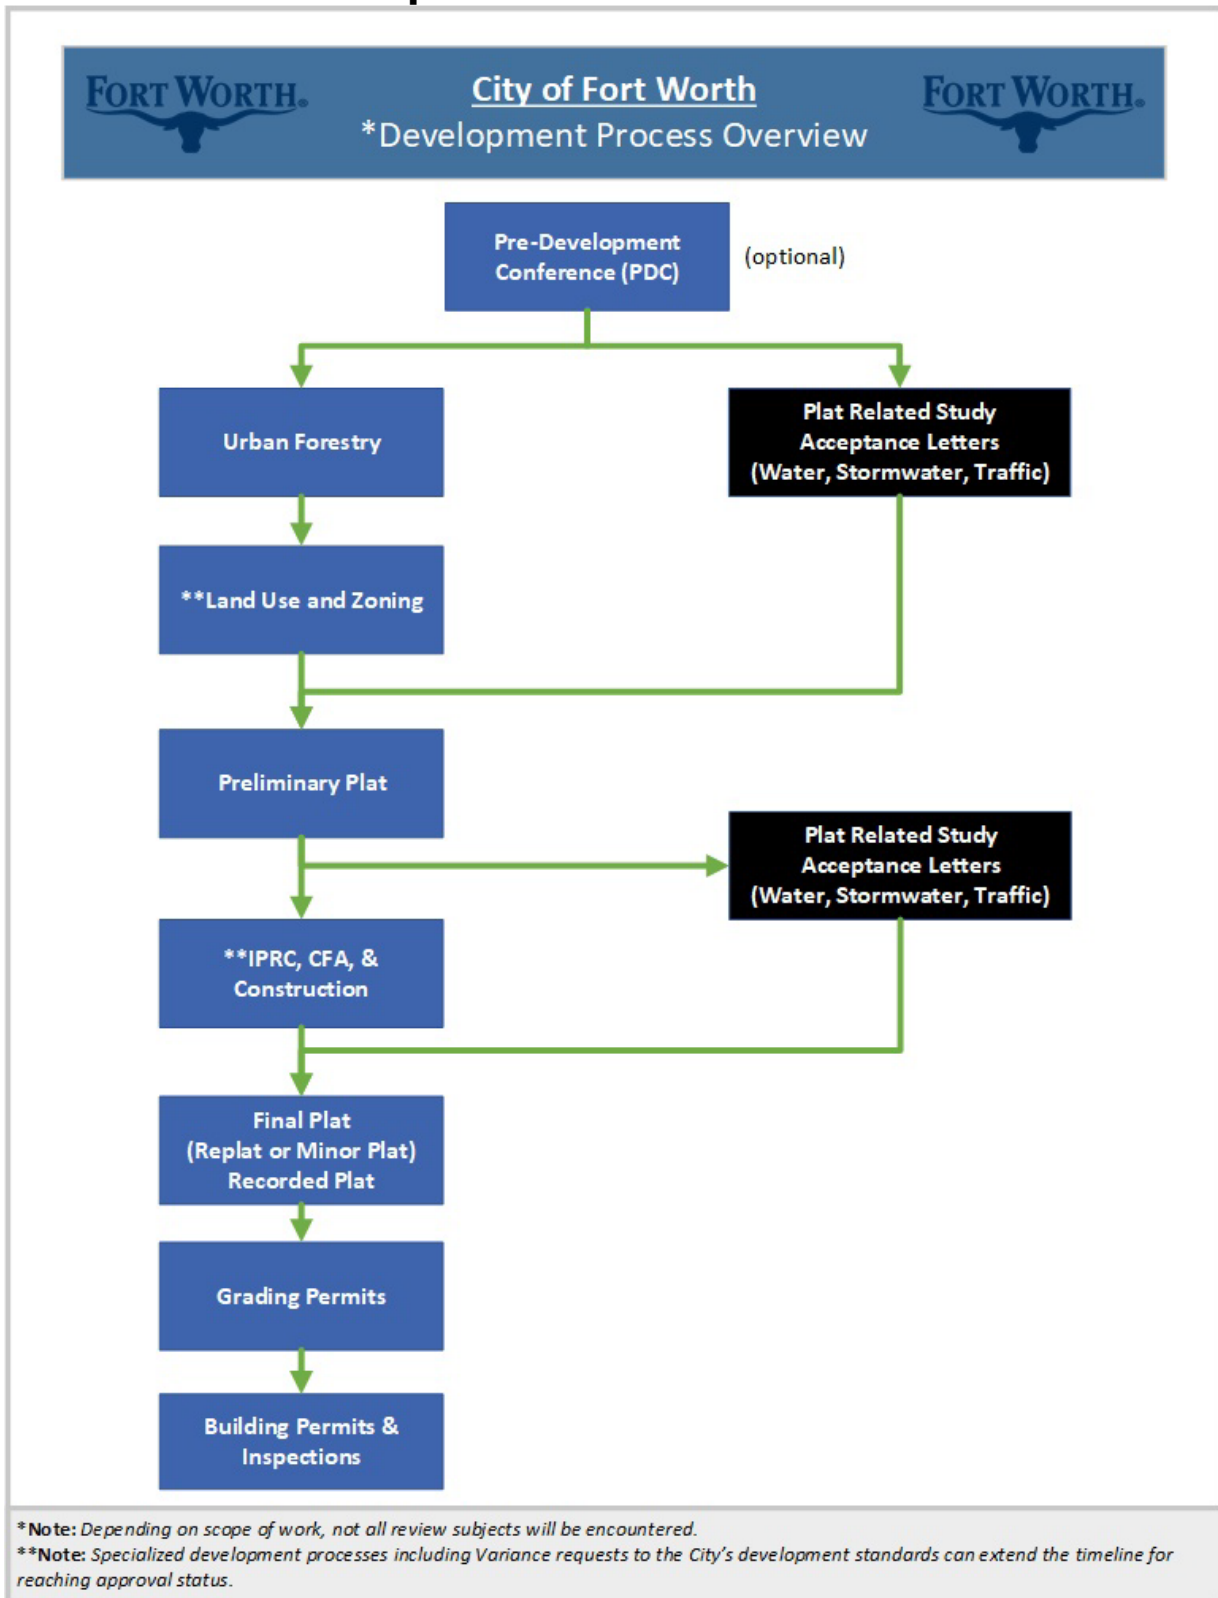 FORT WORTH®
City of Fort Worth
*Development Process Overview
FORT WORTH®
Pre-Development
Conference (PDC)
(optional)
Urban Forestry
Plat Related Study
Acceptance Letters
(Water, Stormwater, Traffic)
**Land Use and Zoning
Preliminary Plat
Plat Related Study
Acceptance Letters
(Water, Stormwater, Traffic)
**IPRC, CFA, &
Construction
Final Plat
(Replat or Minor Plat)
Recorded Plat
Grading Permits
Building Permits &
Inspections
*Note: Depending on scope of work, not all review subjects will be encountered.
**Note: Specialized development processes including Variance requests to the City's development standards can extend the timeline for
reaching approval status.